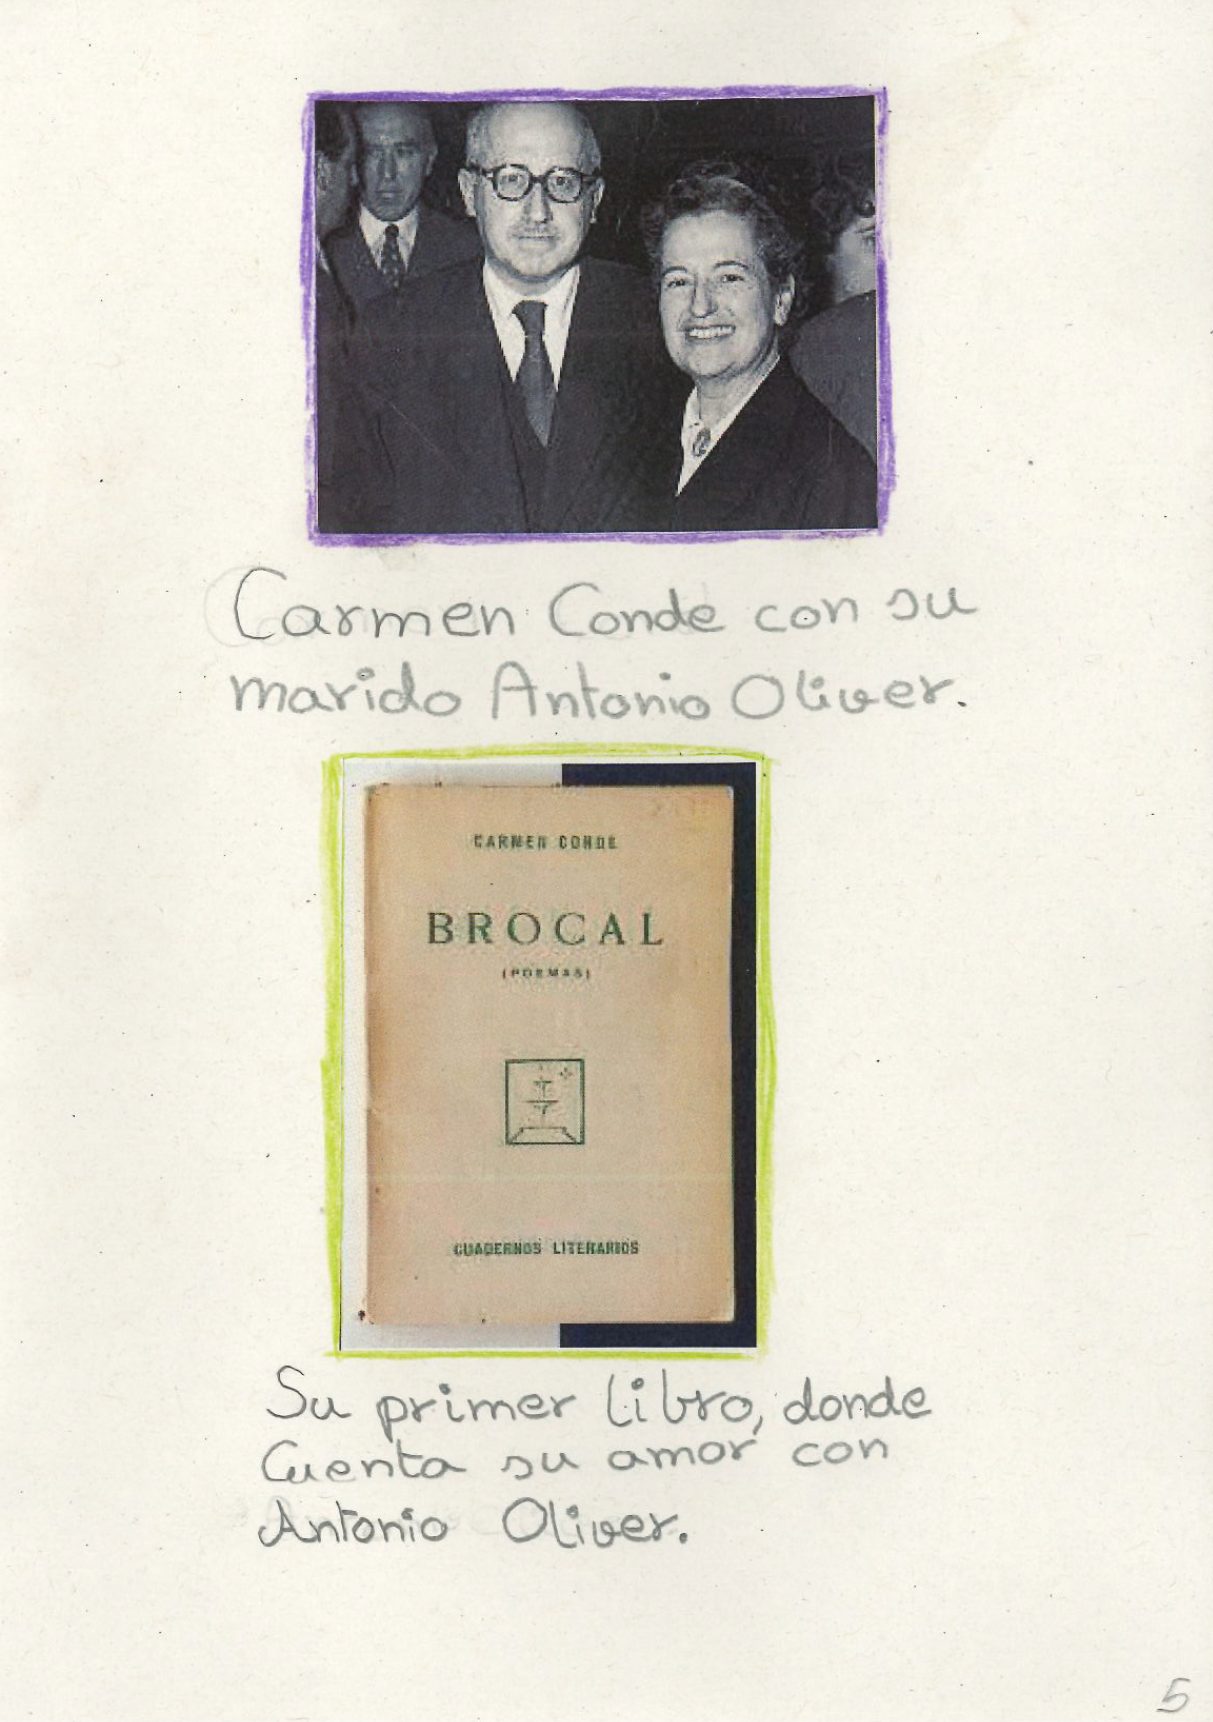 Carmen Conde con su
marido Antonio Oliver.
CARMEN CONDE
BROCAL
(POEMAS)
CUADERNOS LITERARIOS
Su primer libro, donde
Cuenta su amor con
Antonio Oliver.
5